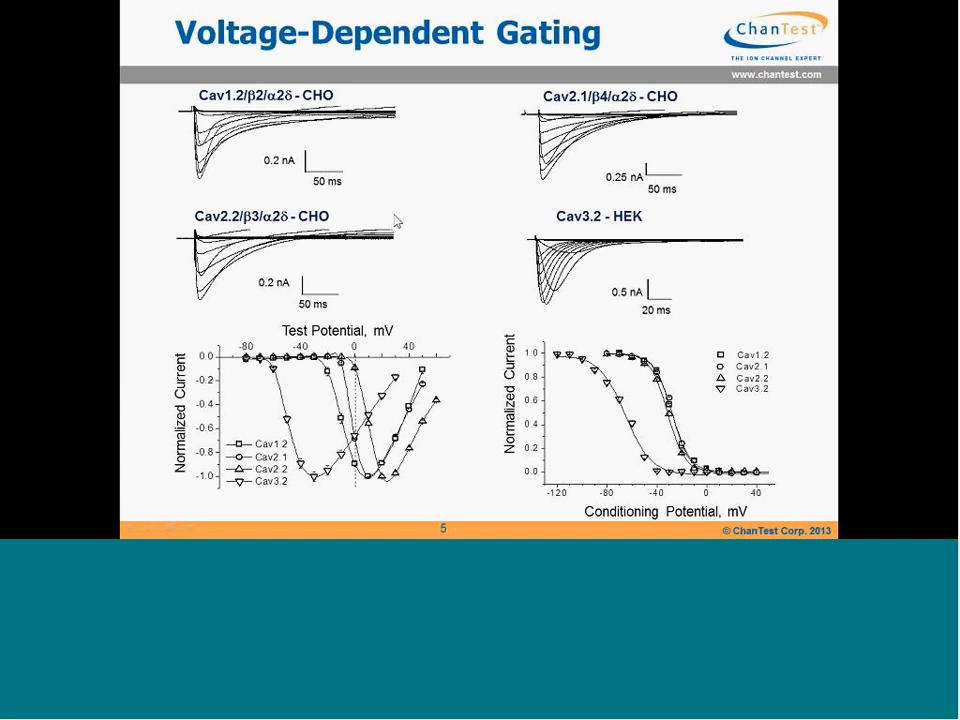 Voltage-Dependent Gating
ChanTest
THE ION CHANNEL EXPERT
www.chantest.com
Cav1.2/β2/α2δ - CHO
0.2 nA
50 ms
Cav2.1/β4/α2δ - CHO
0.25 nA
50 ms
Cav2.2/β3/α2δ - CHO
0.2 nA
50 ms
Cav3.2 - HEK
0.5 nA
20 ms
Test Potential, mV
-80 -40 0 40
0.0
-0.2
-0.4
-0.6
-0.8
-1.0
Normalized Current
Cav1.2
Cav2.1
Cav2.2
Cav3.2
Normalized Current
1.0
0.8
0.6
0.4
0.2
0.0
Cav1.2
Cav2.1
Cav2.2
Cav3.2
-120 -80 -40 0 40
Conditioning Potential, mV
5
© ChanTest Corp. 2013